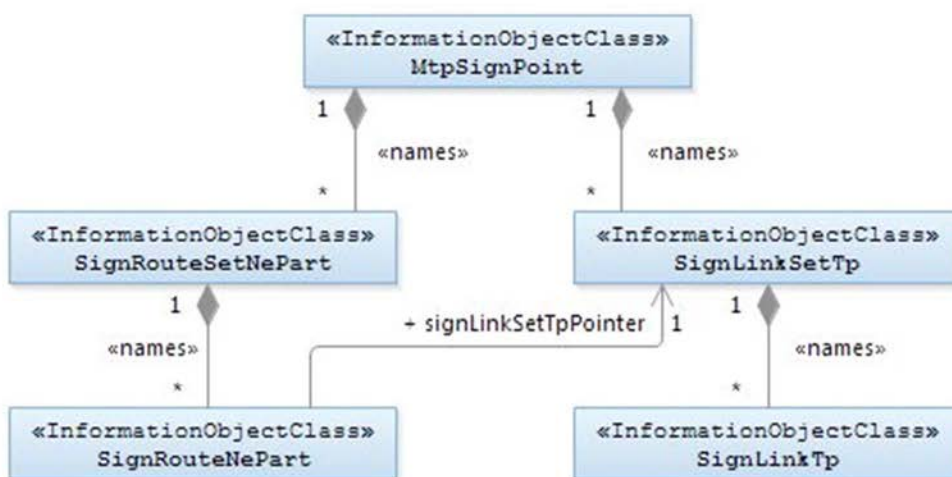 «InformationObjectClass»
MtpSignPoint
1
1
«names»
«names»
*
*
«InformationObjectClass»
SignRouteSetNePart
«InformationObjectClass»
SignLinkSetTp
1
+ signLinkSetTpPointer
1
1
«names»
«names»
*
*
«InformationObjectClass»
SignRouteNePart
«InformationObjectClass»
SignLinkTp